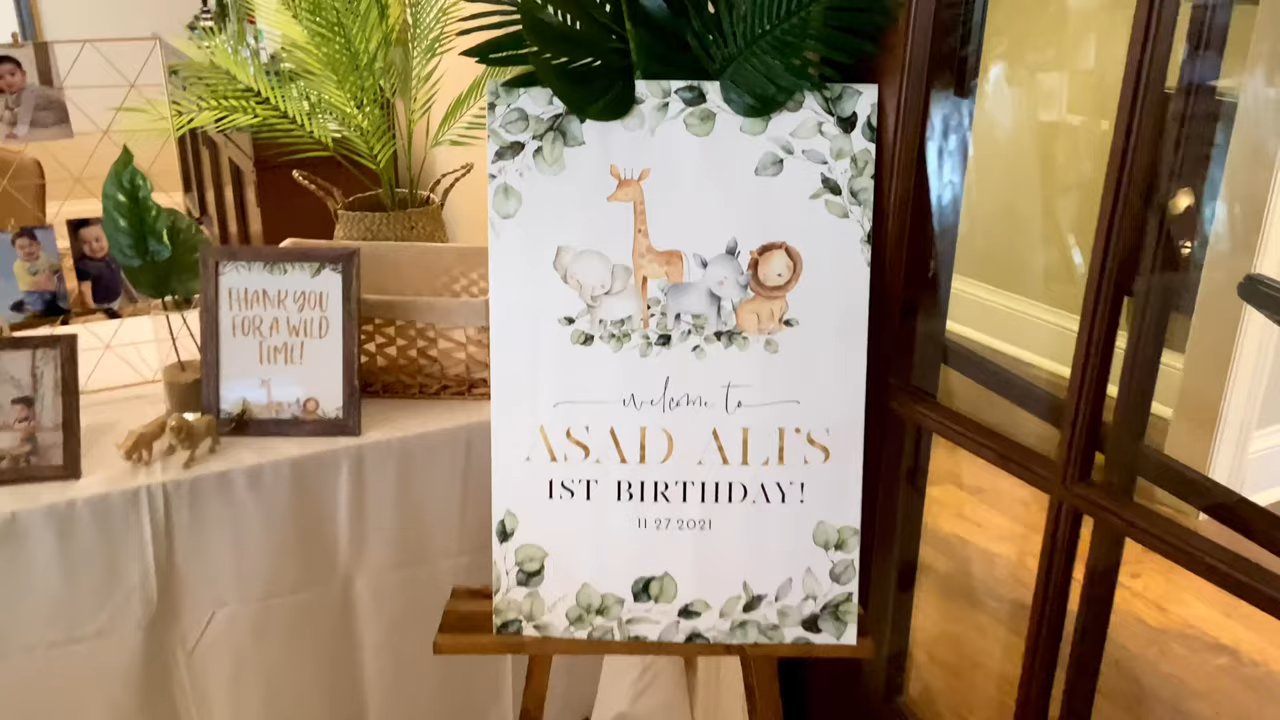 THANK YOU
FOR A WILD
TIME!
welcome to
ASAD ALI'S
1ST BIRTHDAY!
11.27.2021